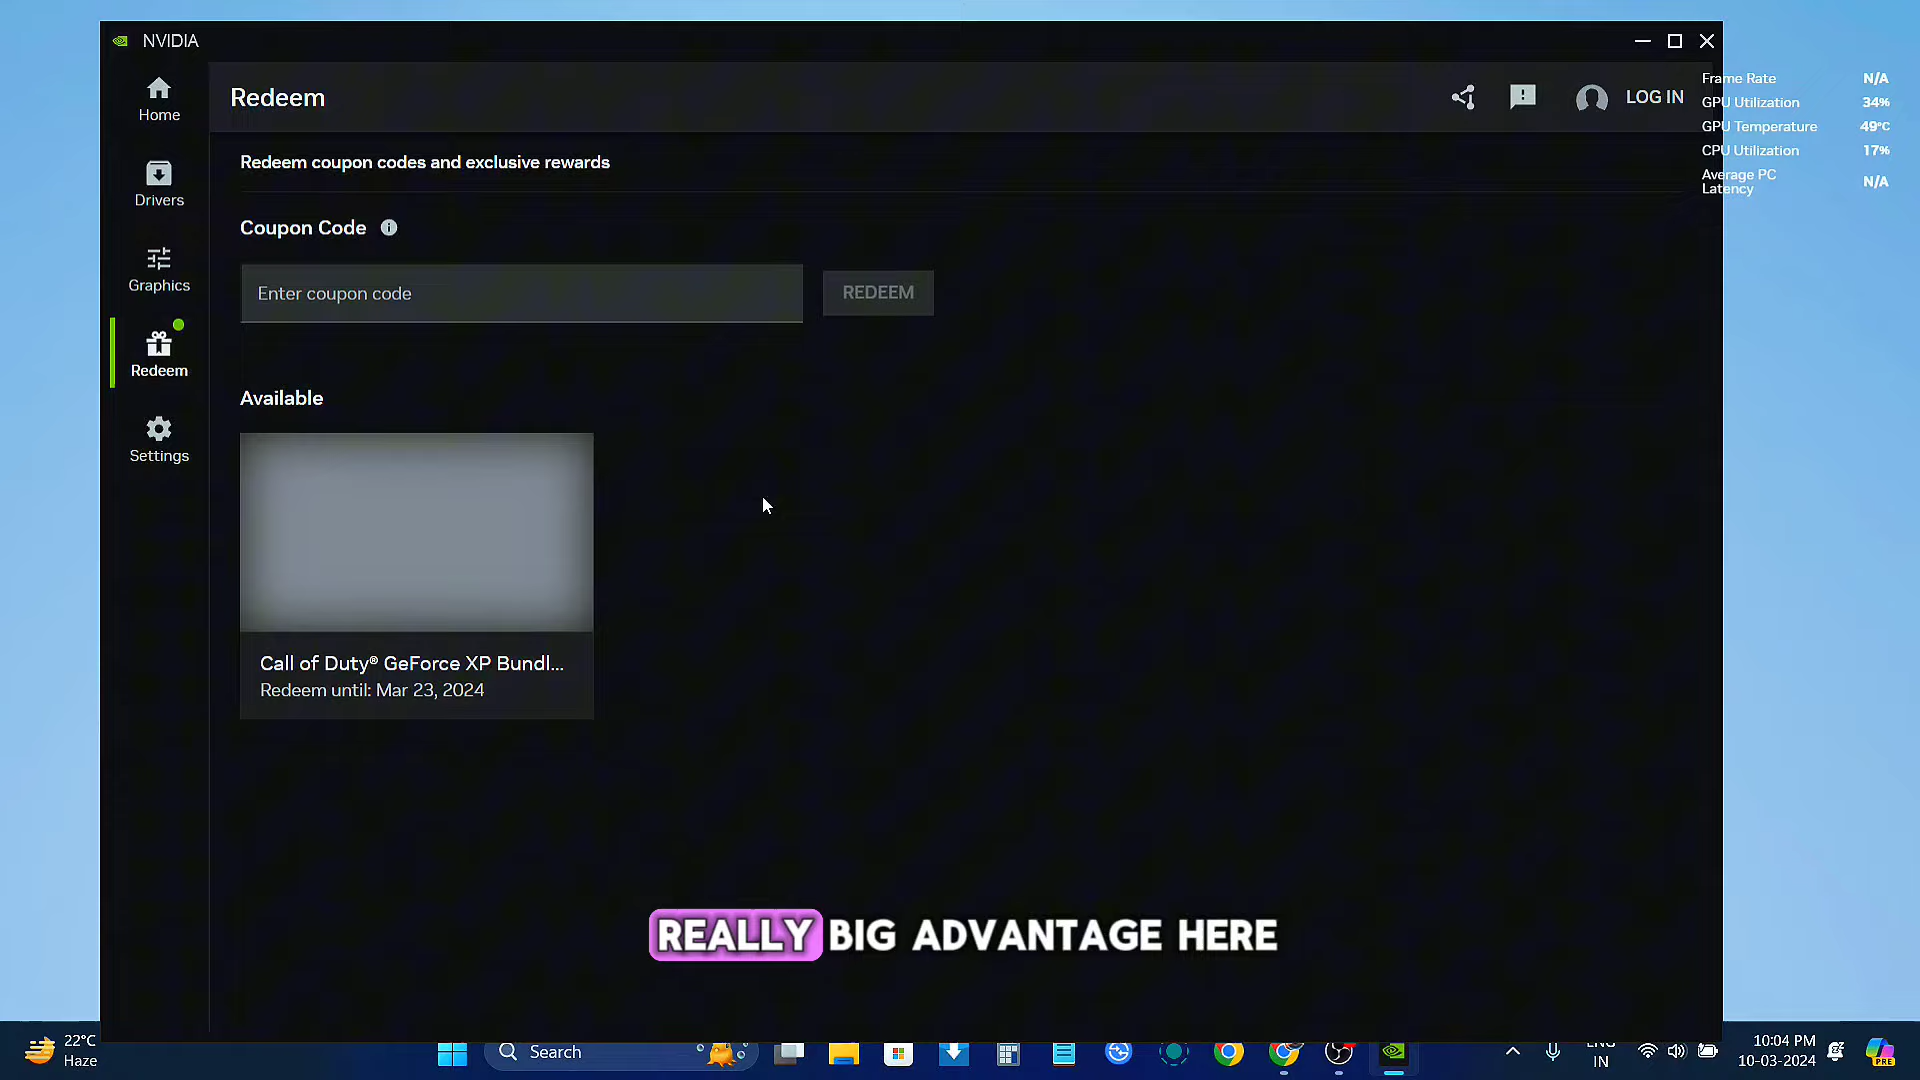 NVIDIA
Home
Drivers
Graphics
Redeem
Settings
Redeem
LOG IN
Frame Rate N/A
GPU Utilization 34%
GPU Temperature 49°C
CPU Utilization 17%
Average PC
Latency N/A
Redeem coupon codes and exclusive rewards
Coupon Code
Enter coupon code
REDEEM
Available
Call of Duty® GeForce XP Bundl...
Redeem until: Mar 23, 2024
REALLY BIG ADVANTAGE HERE
22°C
Haze
Search
ENG
IN
10:04 PM
10-03-2024
PRE